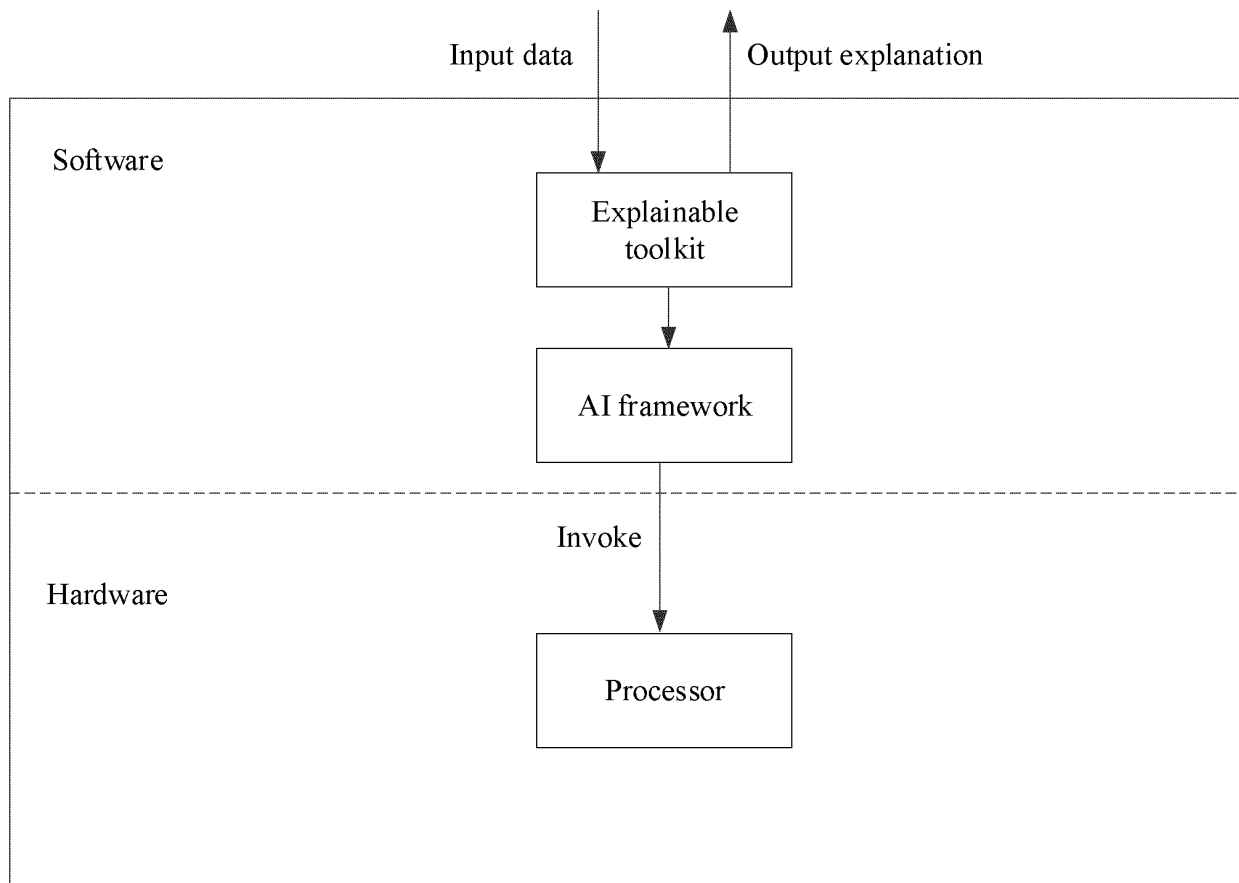 Input data
Output explanation
Software
Explainable
toolkit
AI framework
Invoke
Hardware
Processor